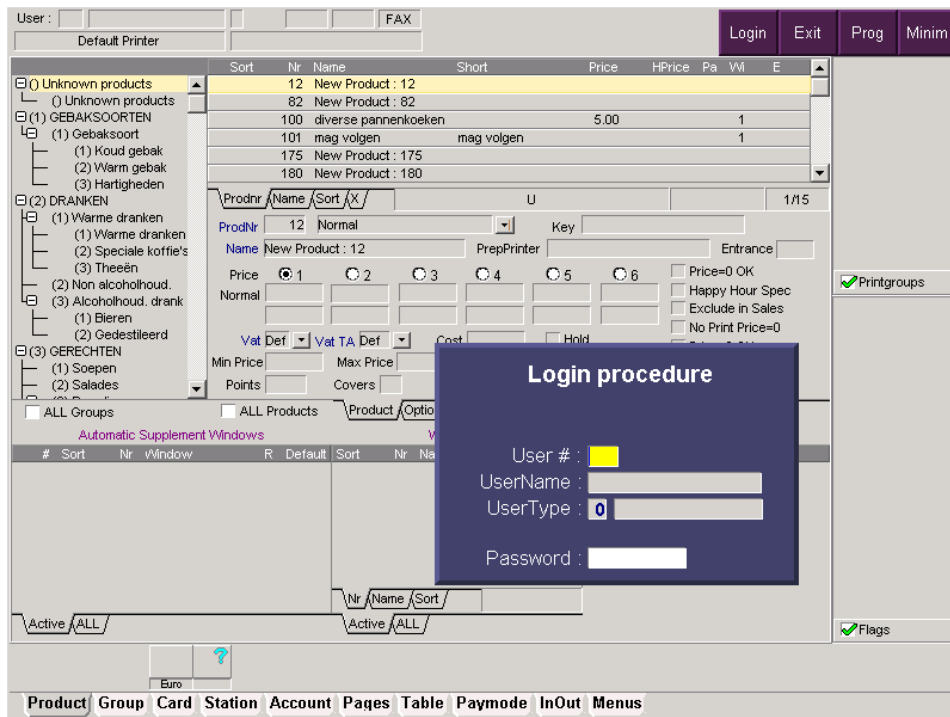 User :
FAX
Default Printer
Login Exit Prog Minim
Sort Nr Name Short Price HPrice Pa Wi E
12 New Product : 12
82 New Product : 82
100 diverse pannenkoeken 5.00 1
101 mag volgen mag volgen 1
175 New Product : 175
180 New Product : 180
() Unknown products
() Unknown products
(1) GEBAKSOORTEN
(1) Gebaksoort
(1) Koud gebak
(2) Warm gebak
(3) Hartigheden
(2) DRANKEN
(1) Warme dranken
(1) Warme dranken
(2) Speciale koffie's
(3) Theeën
(2) Non alcoholhoud.
(3) Alcoholhoud. drank
(1) Bieren
(2) Gedestileerd
(3) GERECHTEN
(1) Soepen
(2) Salades
Prodnr Name Sort X U 1/15
ProdNr 12 Normal Key
Name New Product : 12 PrepPrinter Entrance
Price 1 2 3 4 5 6 Price=0 OK
Normal Happy Hour Spec
Exclude in Sales
No Print Price=0
Vat Def Vat TA Def Cost Hold
Min Price Max Price
Points Covers
ALL Groups ALL Products Product Optio
Printgroups
Automatic Supplement Windows W
# Sort Nr Window R Default Sort Nr Na
Login procedure
User # :
UserName :
UserType : 0
Password :
Nr Name Sort
Active ALL Active ALL
Flags
?
Euro
Product Group Card Station Account Pages Table Paymode InOut Menus